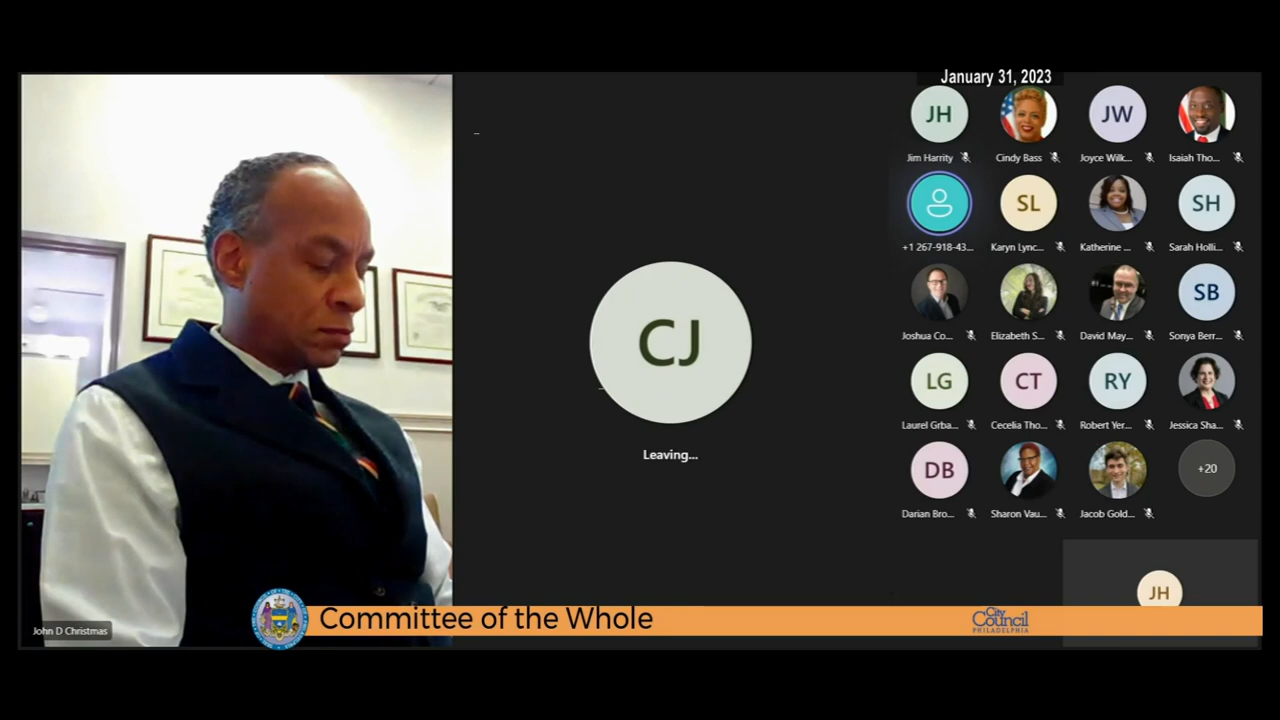 January 31, 2023
JH
JW
Jim Harrity
Cindy Bass
Joyce Wilk...
Isaiah Tho...
SL
SH
+1 267-918-43...
Karyn Lync...
Katherine ...
Sarah Holli...
SB
Joshua Co...
Elizabeth S...
David May...
Sonya Berr...
CJ
Leaving...
LG
CT
RY
Laurel Grba...
Cecelia Tho...
Robert Yer...
Jessica Sha...
DB
+20
Darian Bro...
Sharon Vau...
Jacob Gold...
JH
Committee of the Whole
City
Council
PHILADELPHIA
John D Christmas